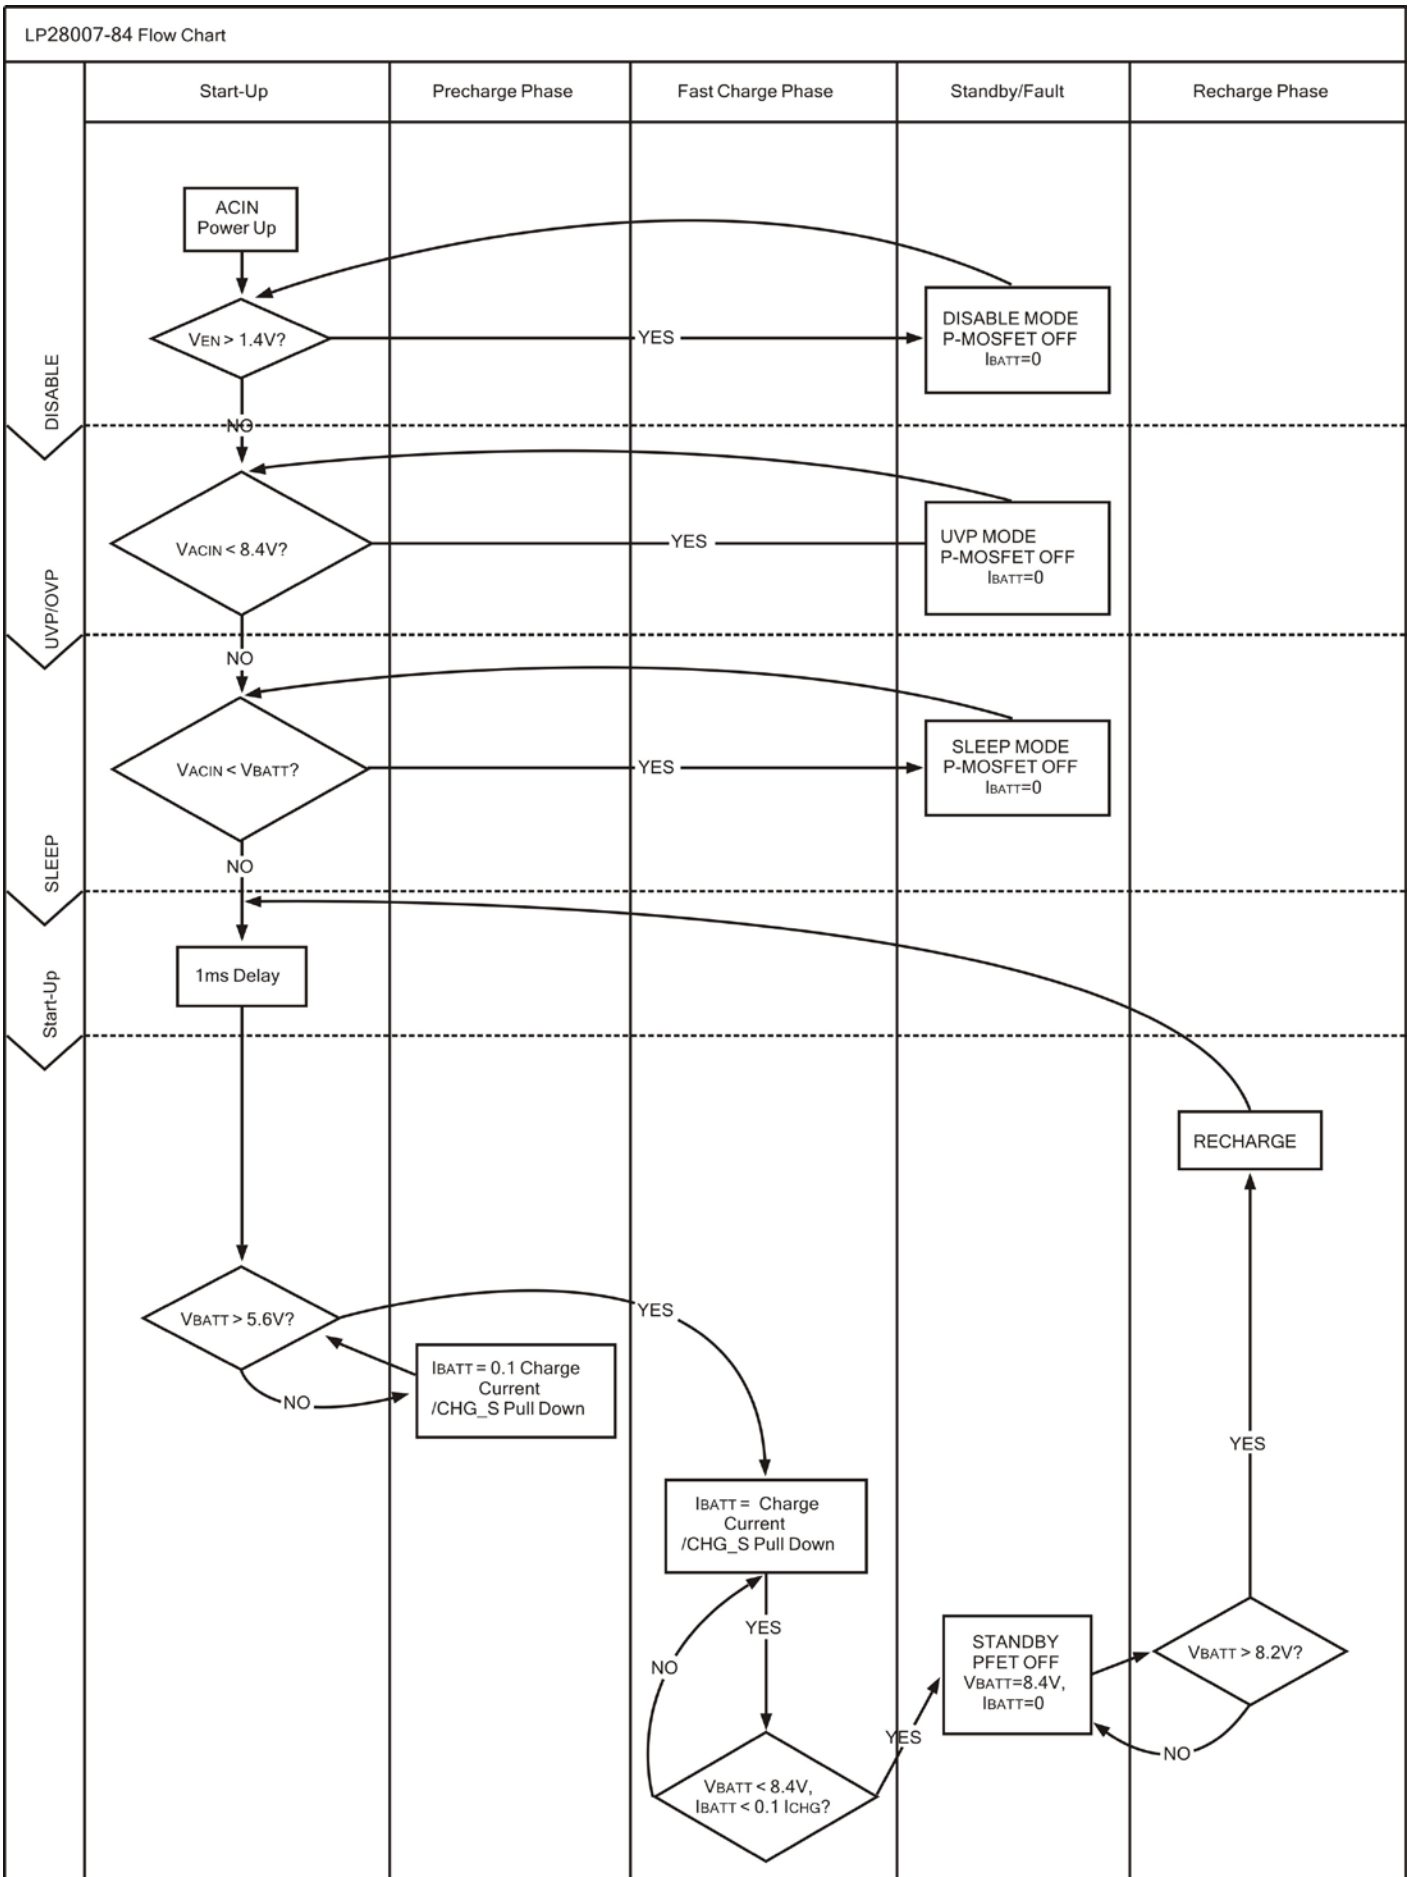 LP28007-84 Flow Chart
Start-Up
Precharge Phase
Fast Charge Phase
Standby/Fault
Recharge Phase
DISABLE
ACIN
Power Up
VEN > 1.4V?
YES
DISABLE MODE
P-MOSFET OFF
IBATT=0
NO
UVP/OVP
VACIN < 8.4V?
YES
UVP MODE
P-MOSFET OFF
IBATT=0
NO
SLEEP
VACIN < VBATT?
YES
SLEEP MODE
P-MOSFET OFF
IBATT=0
NO
Start-Up
1ms Delay
RECHARGE
VBATT > 5.6V?
YES
NO
IBATT = 0.1 Charge
Current
/CHG_S Pull Down
YES
IBATT = Charge
Current
/CHG_S Pull Down
YES
NO
STANDBY
PFET OFF
VBATT=8.4V,
IBATT=0
VBATT > 8.2V?
YES
NO
VBATT < 8.4V,
IBATT < 0.1 ICHG?